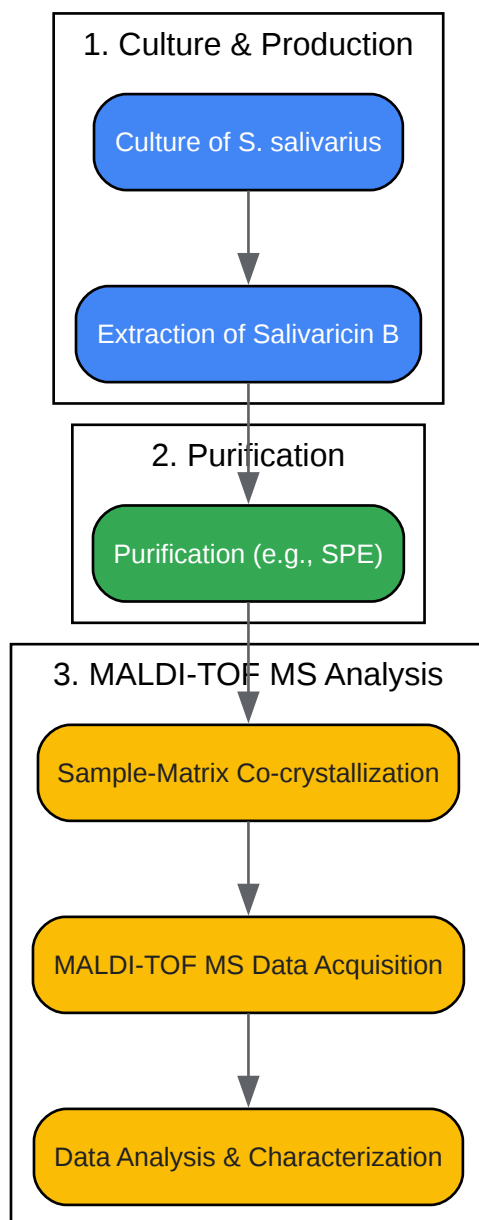 1. Culture & Production
Culture of S. salivarius
Extraction of Salivaricin B
2. Purification
Purification (e.g., SPE)
3. MALDI-TOF MS Analysis
Sample-Matrix Co-crystallization
MALDI-TOF MS Data Acquisition
Data Analysis & Characterization